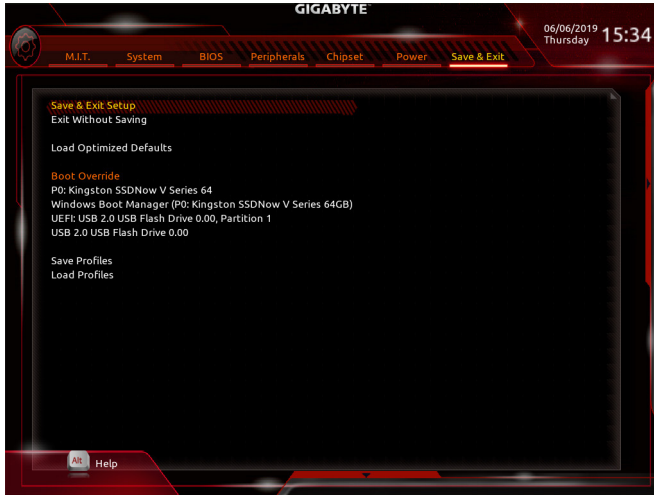 GIGABYTE
06/06/2019
Thursday
15:34
M.I.T. System BIOS Peripherals Chipset Power Save & Exit
Save & Exit Setup
Exit Without Saving
Load Optimized Defaults
Boot Override
P0: Kingston SSDNow V Series 64
Windows Boot Manager (P0: Kingston SSDNow V Series 64GB)
UEFI: USB 2.0 USB Flash Drive 0.00, Partition 1
USB 2.0 USB Flash Drive 0.00
Save Profiles
Load Profiles
Alt Help